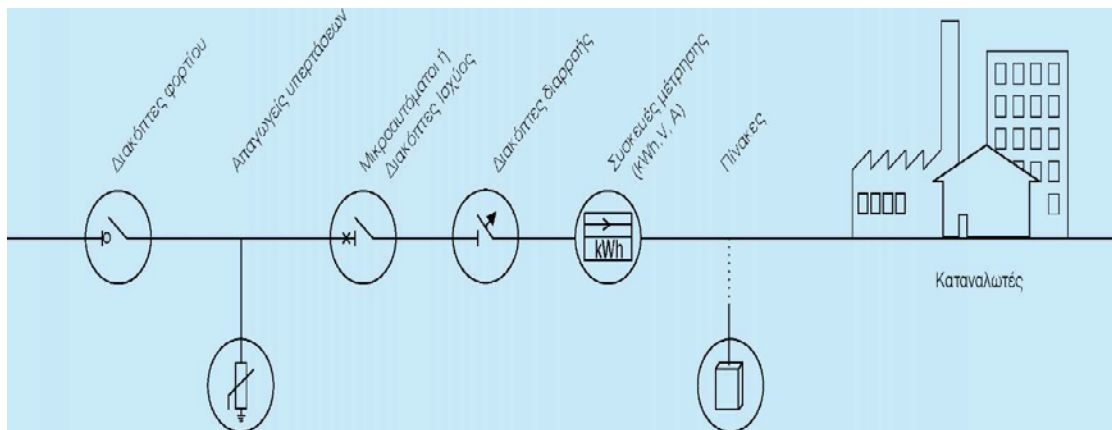 Διακόπτες φορτίου
Απαγωγείς υπερτάσεων
Μικροαυτόματοι ή
Διακόπτες Ισχύος
Διακόπτες διαρροής
Συσκευές μέτρησης
(kWh, V, A)
Πίνακες
kWh
Καταναλωτές